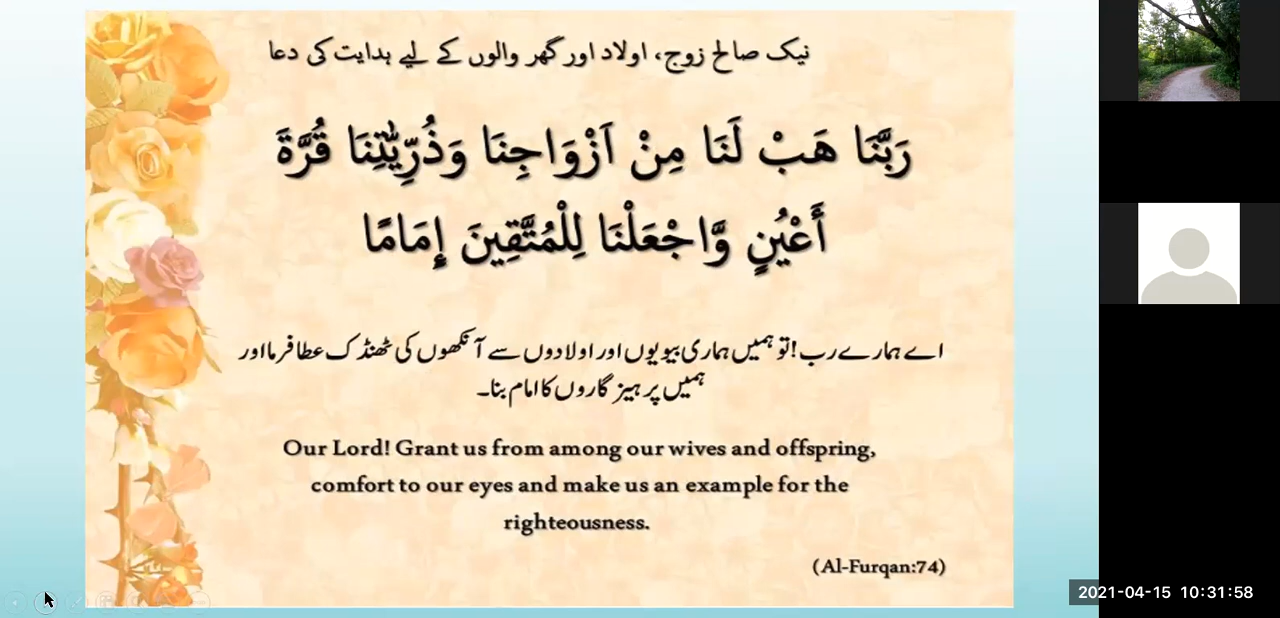 نیک صالح زوج، اولاد اور گھر والوں کے لیے ہدایت کی دعا
رَبَّنَا هَبْ لَنَا مِنْ اَزْوَاجِنَا وَذُرِّيّٰتِنَا قُرَّةَ
أَعْيُنٍ وَّاجْعَلْنَا لِلْمُتَّقِينَ إِمَامًا
اے ہمارے رب! تو ہمیں ہماری بیویوں اور اولادوں سے آنکھوں کی ٹھنڈک عطا فرما اور
ہمیں پرہیز گاروں کا امام بنا۔
Our Lord! Grant us from among our wives and offspring,
comfort to our eyes and make us an example for the
righteousness.
(Al-Furqan:74)
2021-04-15 10:31:58